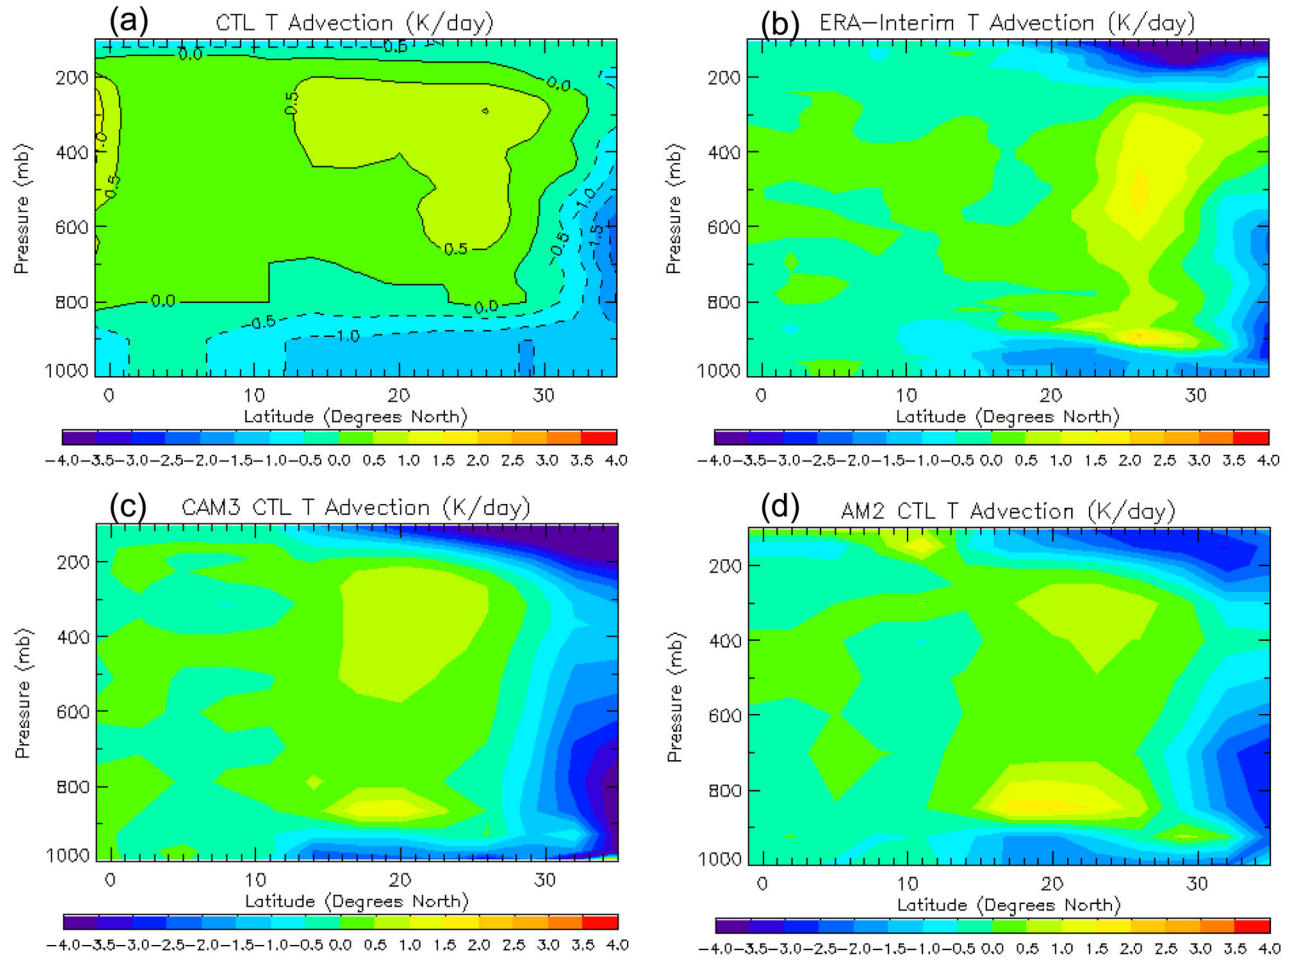 (a) CTL T Advection (K/day)
0.5
0.0
0.0
200
0.5
1.0
0.5
400
Pressure (mb)
-1.0
600
-0.5
1.5
0.5
800
0.0
0.0
-0.5
-1.0
1000
0 10 20 30
Latitude (Degrees North)
-4.0-3.5-3.0-2.5-2.0-1.5-1.0-0.5 0.0 0.5 1.0 1.5 2.0 2.5 3.0 3.5 4.0
(b) ERA-Interim T Advection (K/day)
200
400
Pressure (mb)
600
800
1000
0 10 20 30
Latitude (Degrees North)
-4.0-3.5-3.0-2.5-2.0-1.5-1.0-0.5 0.0 0.5 1.0 1.5 2.0 2.5 3.0 3.5 4.0
(c) CAM3 CTL T Advection (K/day)
200
400
Pressure (mb)
600
800
1000
0 10 20 30
Latitude (Degrees North)
-4.0-3.5-3.0-2.5-2.0-1.5-1.0-0.5 0.0 0.5 1.0 1.5 2.0 2.5 3.0 3.5 4.0
(d) AM2 CTL T Advection (K/day)
200
400
Pressure (mb)
600
800
1000
0 10 20 30
Latitude (Degrees North)
-4.0-3.5-3.0-2.5-2.0-1.5-1.0-0.5 0.0 0.5 1.0 1.5 2.0 2.5 3.0 3.5 4.0